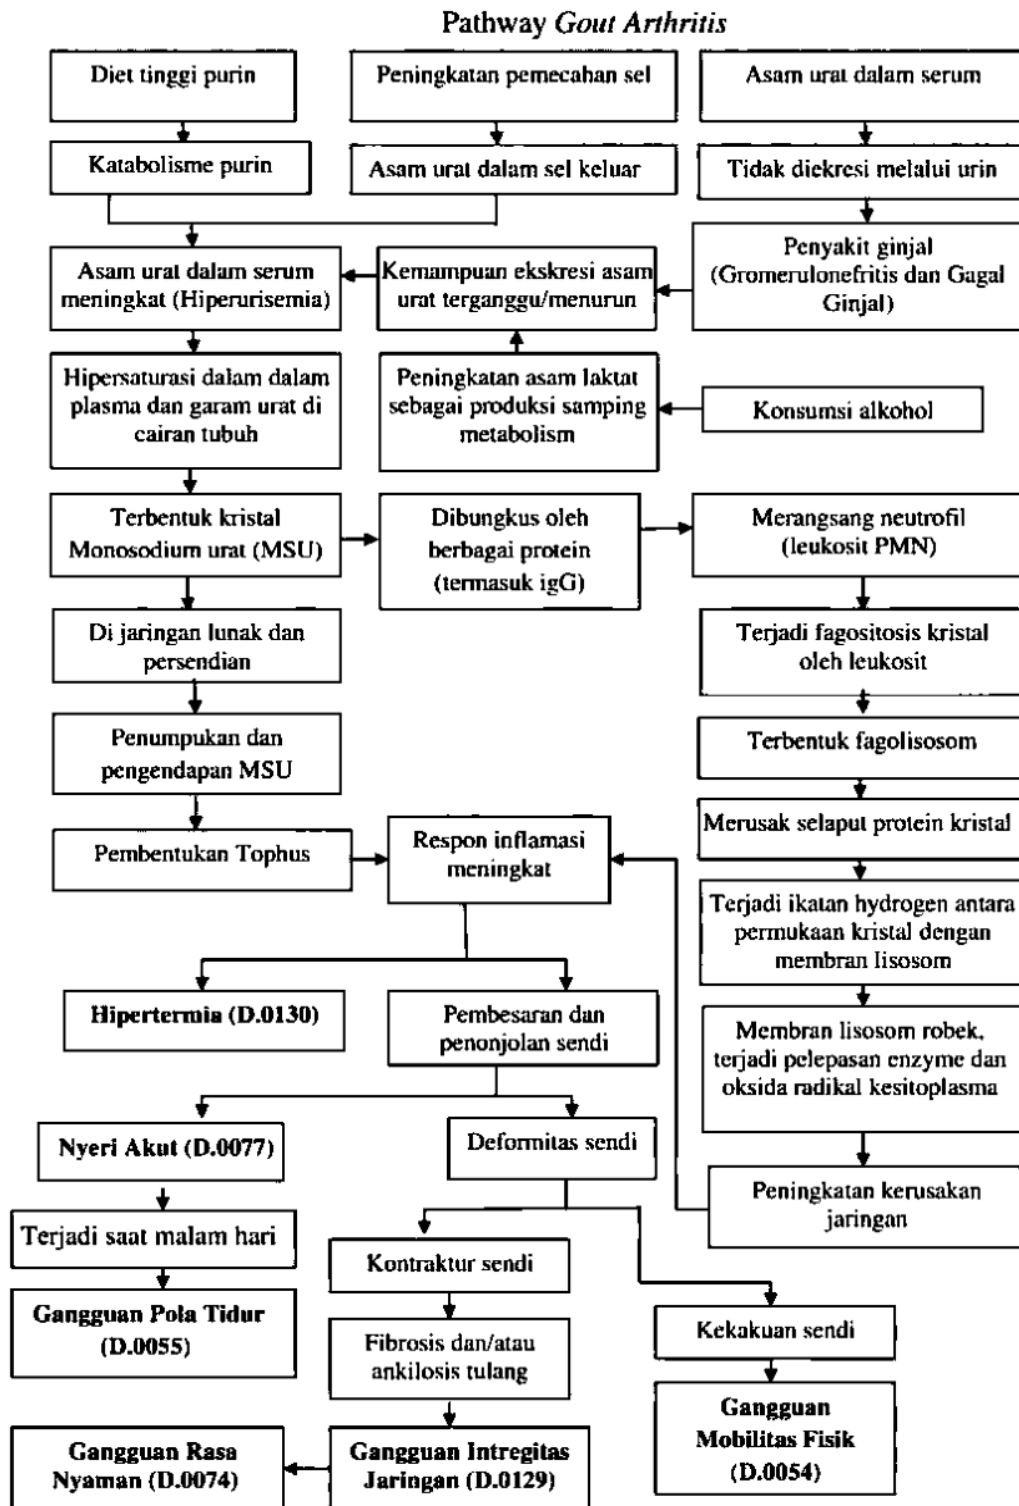 Pathway Gout Arthritis
Diet tinggi purin
Peningkatan pemecahan sel
Asam urat dalam serum
Katabolisme purin
Asam urat dalam sel keluar
Tidak diekresi melalui urin
Asam urat dalam serum
meningkat (Hiperurisemia)
Kemampuan ekskresi asam
urat terganggu/menurun
Penyakit ginjal
(Gromerulonefritis dan Gagal
Ginjal)
Hipersaturasi dalam dalam
plasma dan garam urat di
cairan tubuh
Peningkatan asam laktat
sebagai produksi samping
metabolism
Konsumsi alkohol
Terbentuk kristal
Monosodium urat (MSU)
Dibungkus oleh
berbagai protein
(termasuk igG)
Merangsang neutrofil
(leukosit PMN)
Di jaringan lunak dan
persendian
Terjadi fagositosis kristal
oleh leukosit
Penumpukan dan
pengendapan MSU
Terbentuk fagolisosom
Pembentukan Tophus
Respon inflamasi
meningkat
Merusak selaput protein kristal
Terjadi ikatan hydrogen antara
permukaan kristal dengan
membran lisosom
Hipertermia (D.0130)
Pembesaran dan
penonjolan sendi
Membran lisosom robek,
terjadi pelepasan enzyme dan
oksida radikal kesitoplasma
Nyeri Akut (D.0077)
Deformitas sendi
Peningkatan kerusakan
jaringan
Terjadi saat malam hari
Kontraktur sendi
Gangguan Pola Tidur
(D.0055)
Fibrosis dan/atau
ankilosis tulang
Kekakuan sendi
Gangguan Rasa
Nyaman (D.0074)
Gangguan Intregitas
Jaringan (D.0129)
Gangguan
Mobilitas Fisik
(D.0054)